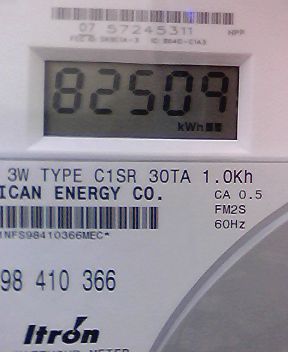 07 57245311 NPP
82509
kWh
3W TYPE C1SR 30TA 1.0Kh
ICAN ENERGY CO. CA 0.5
FM2S
60Hz
1NFS98410366MEC*
98 410 366
Itron